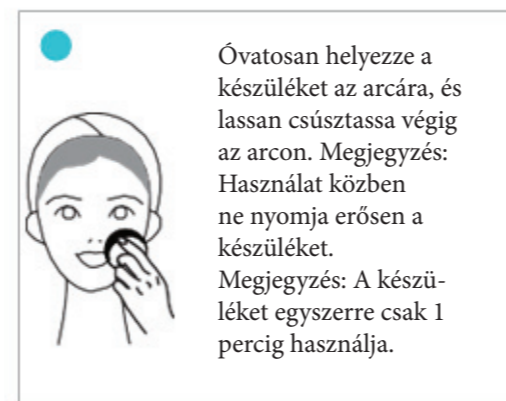 Óvatosan helyezze a
készüléket az arcára, és
lassan csúsztassa végig
az arcon. Megjegyzés:
Használat közben
ne nyomja erősen a
készüléket.
Megjegyzés: A készü-
léket egyszerre csak 1
percig használja.